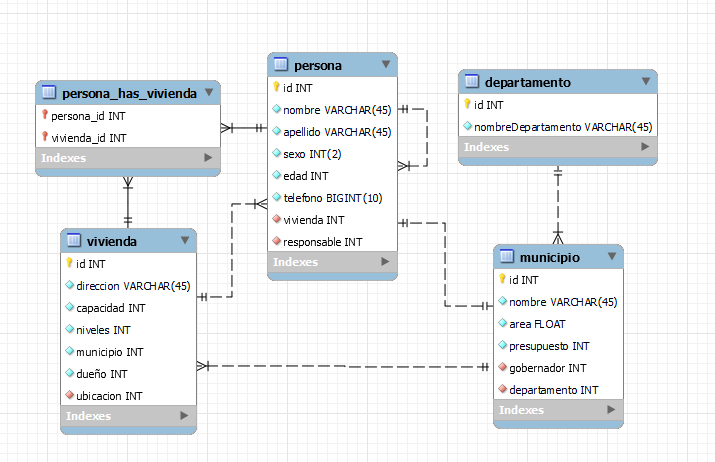 persona_has_vivienda
persona_id INT
vivienda_id INT
Indexes
persona
id INT
nombre VARCHAR(45)
apellido VARCHAR(45)
sexo INT(2)
edad INT
telefono BIGINT(10)
vivienda INT
responsable INT
Indexes
departamento
id INT
nombreDepartamento VARCHAR(45)
Indexes
vivienda
id INT
direccion VARCHAR(45)
capacidad INT
niveles INT
municipio INT
dueño INT
ubicacion INT
Indexes
municipio
id INT
nombre VARCHAR(45)
area FLOAT
presupuesto INT
gobernador INT
departamento INT
Indexes